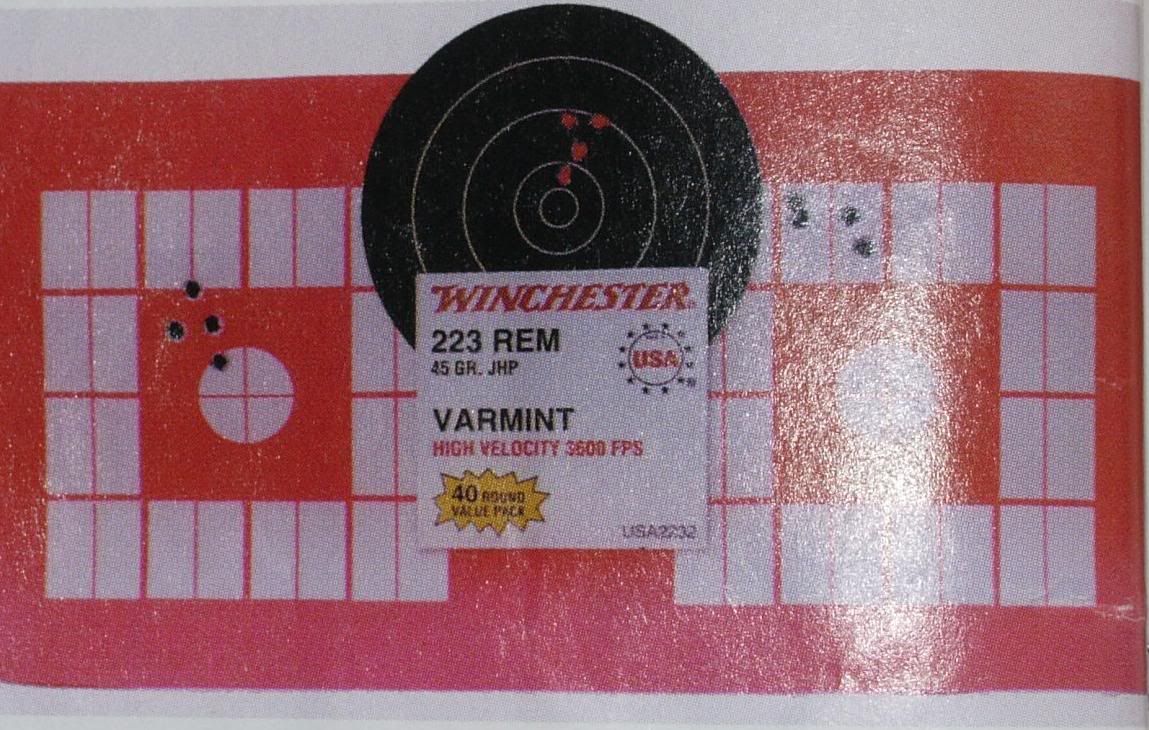 WINCHESTER
223 REM
45 GR. JHP
USA
VARMINT
HIGH VELOCITY 3600 FPS
40 ROUND
VALUE PACK
USA2232